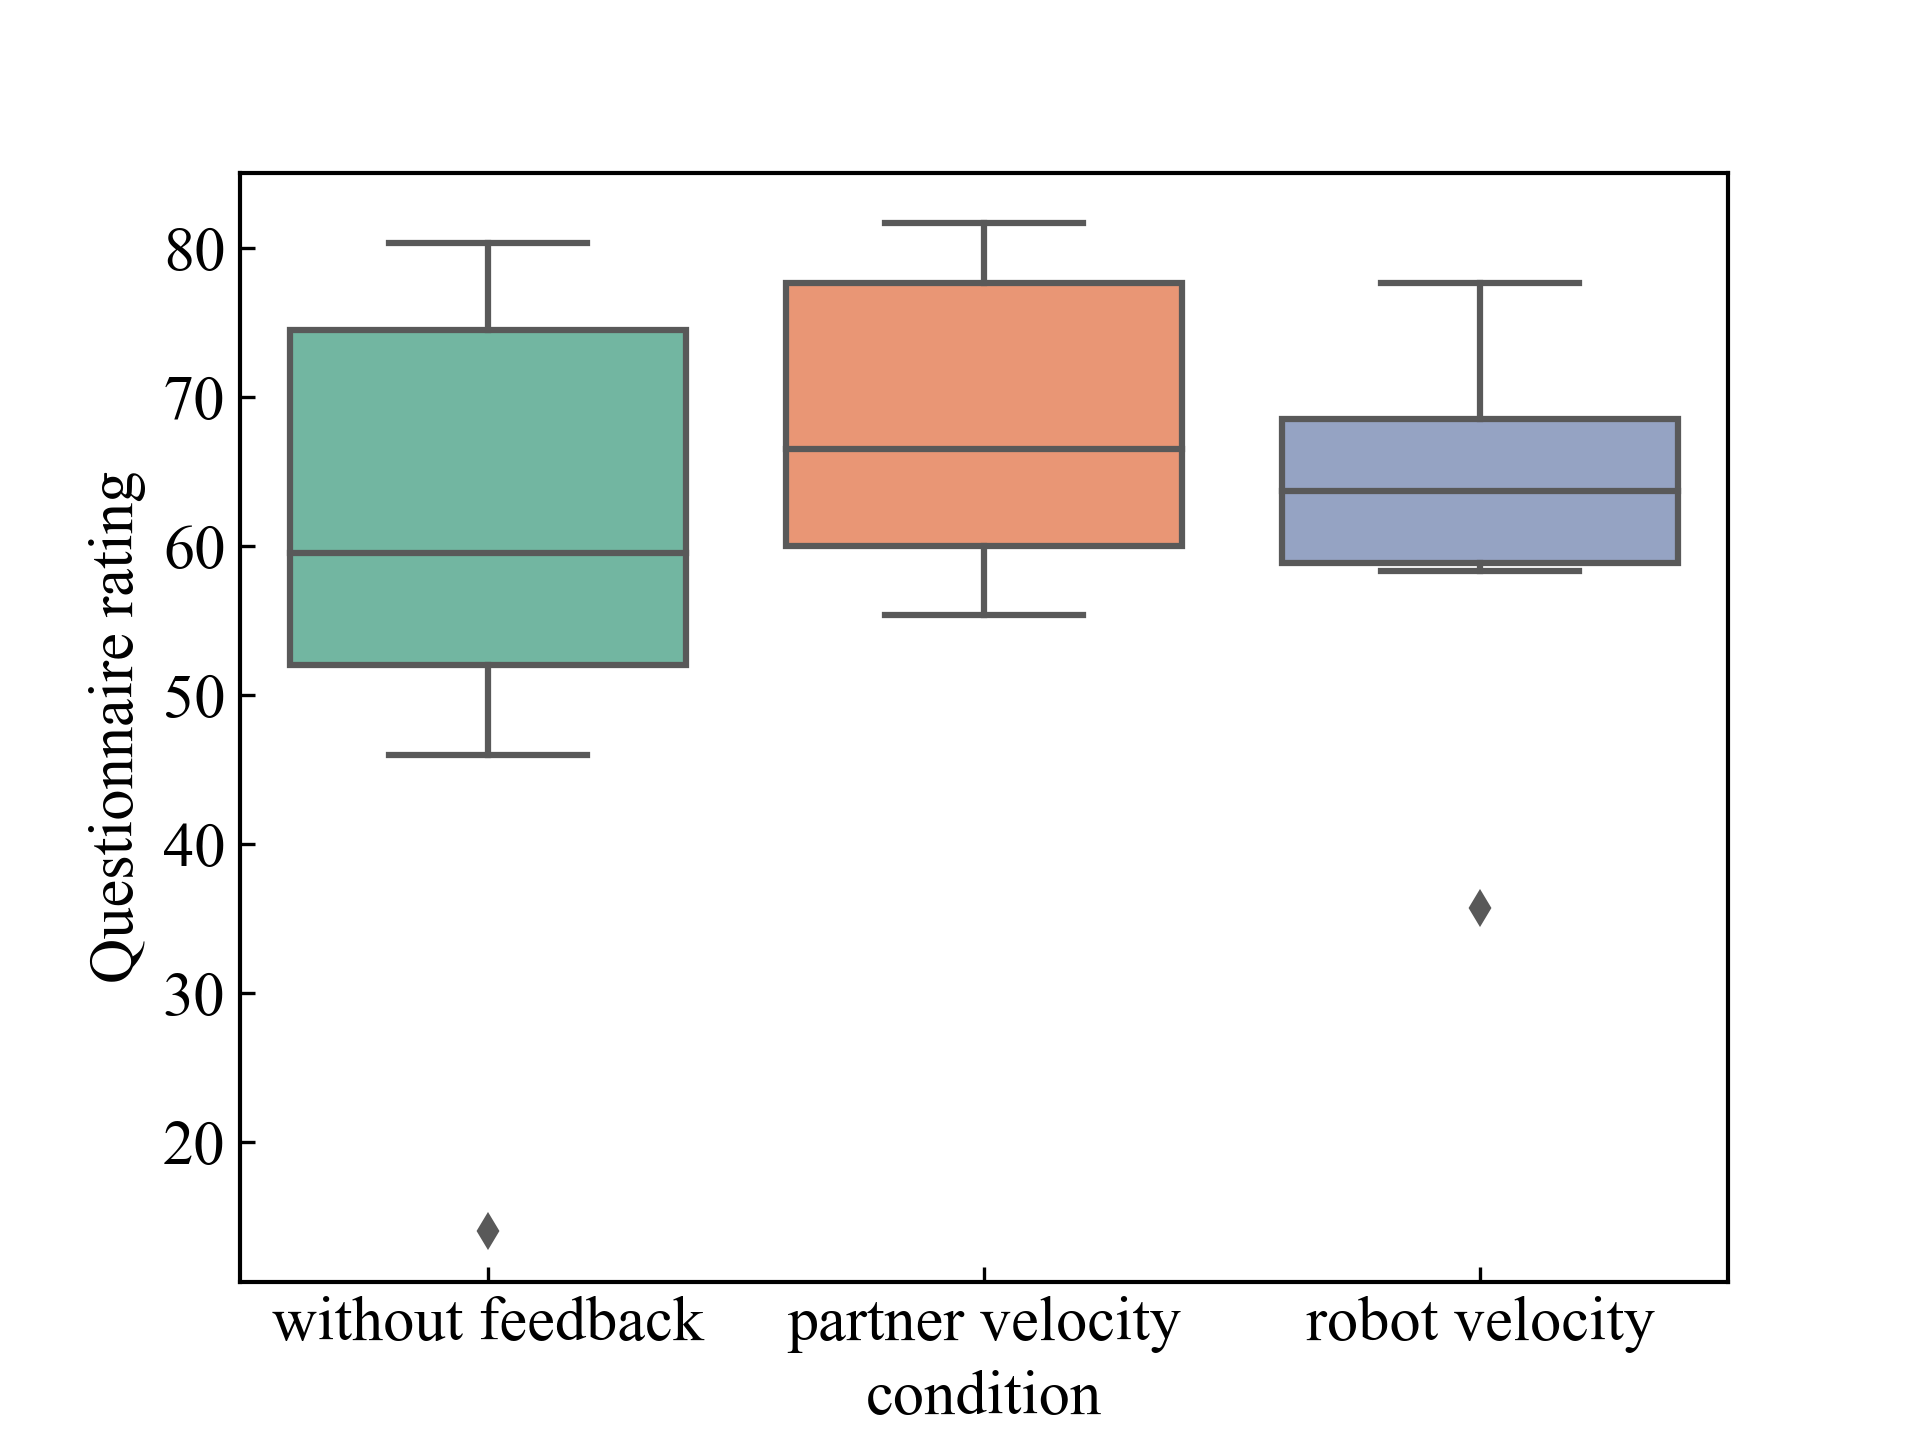 Questionnaire rating
80
70
60
50
40
30
20
without feedback
partner velocity
robot velocity
condition